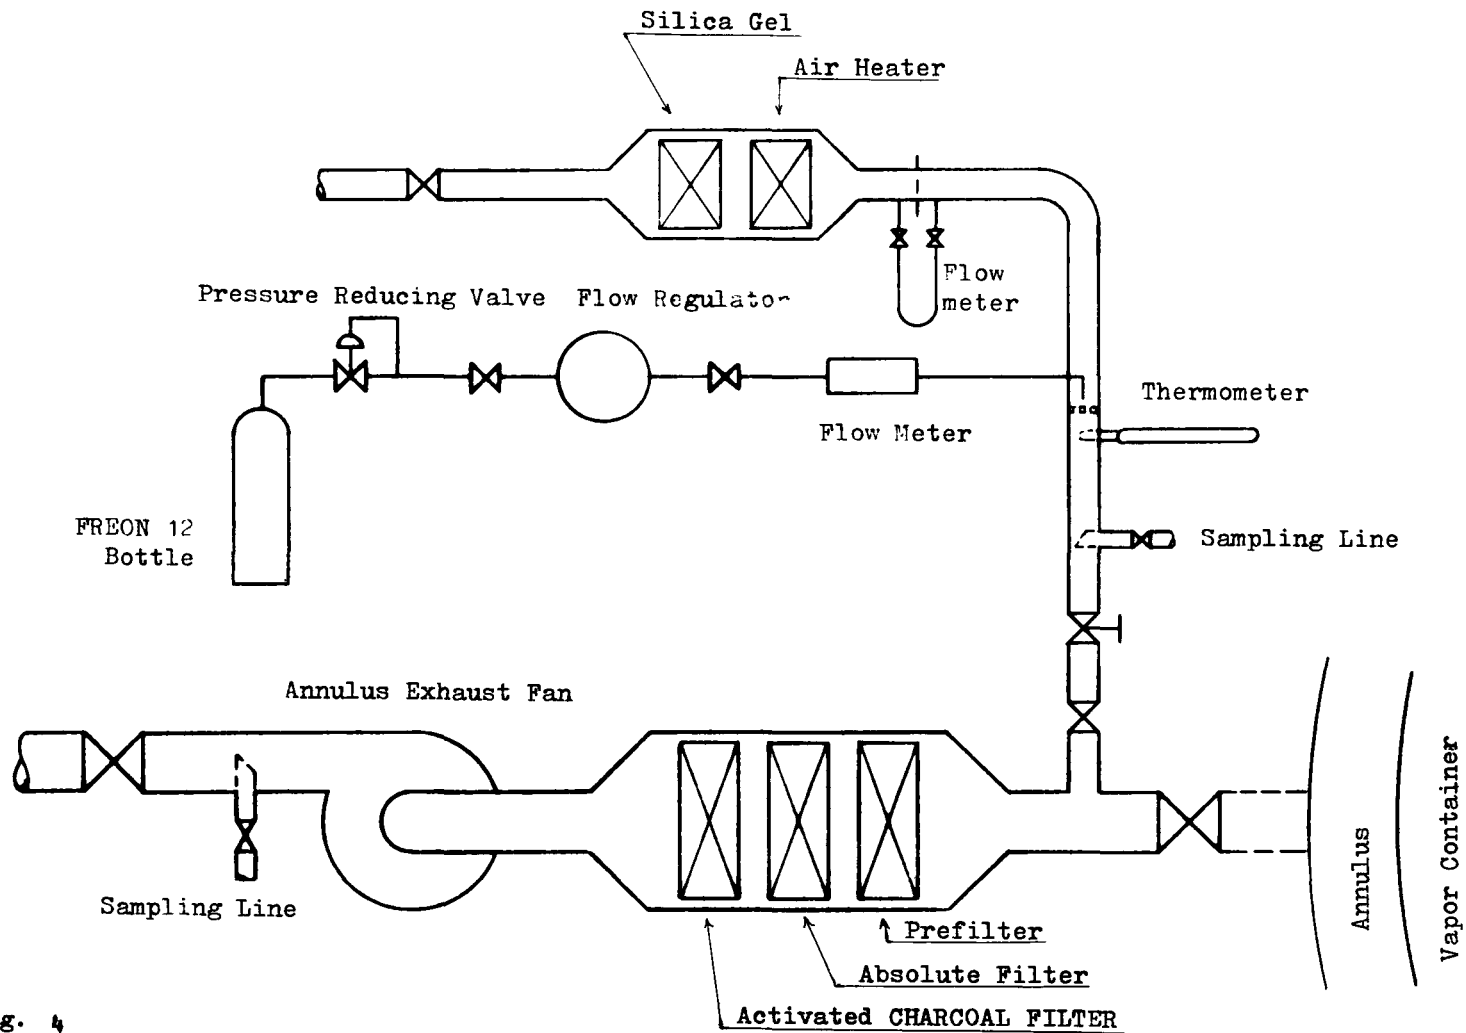 Silica Gel
Air Heater
Flow
meter
Pressure Reducing Valve
Flow Regulator
Thermometer
Flow Meter
FREON 12
Bottle
Sampling Line
Annulus Exhaust Fan
Sampling Line
Annulus
Vapor Container
Prefilter
Absolute Filter
Activated CHARCOAL FILTER
g. 4